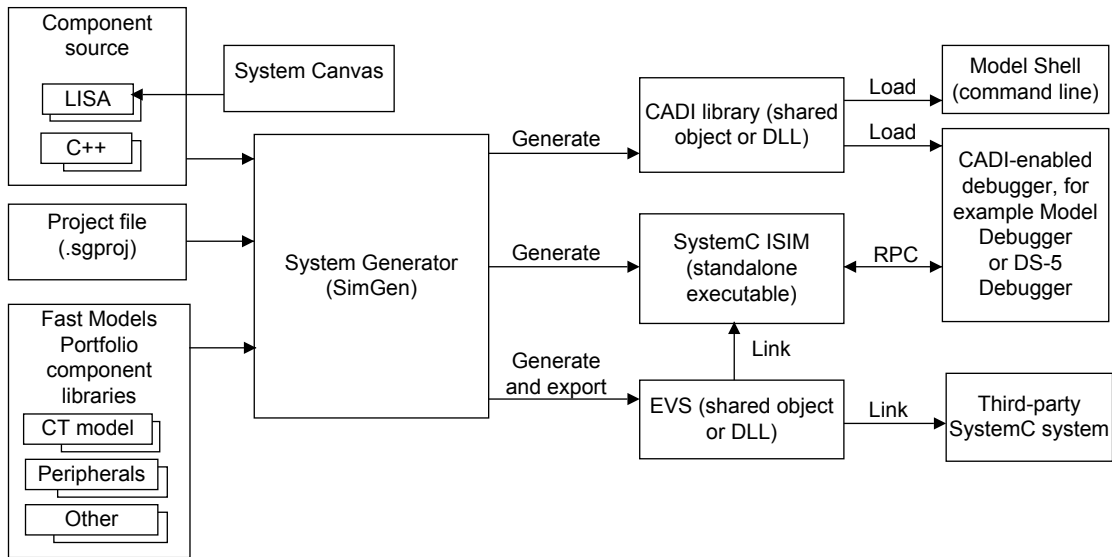 Component
source
LISA
C++
System Canvas
Project file
(.sgproj)
Fast Models
Portfolio
component
libraries
CT model
Peripherals
Other
System Generator
(SimGen)
Generate
Generate
Generate
and export
CADI library (shared
object or DLL)
SystemC ISIM
(standalone
executable)
Link
EVS (shared object
or DLL)
Load
Load
RPC
Link
Model Shell
(command line)
CADI-enabled
debugger, for
example Model
Debugger
or DS-5
Debugger
Third-party
SystemC system